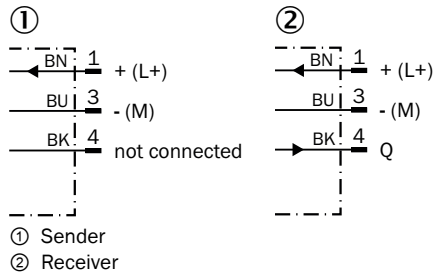 ① ②
BN 1 + (L+) BN 1 + (L+)
BU 3 - (M) BU 3 - (M)
BK 4 not connected BK 4 Q
① Sender
② Receiver